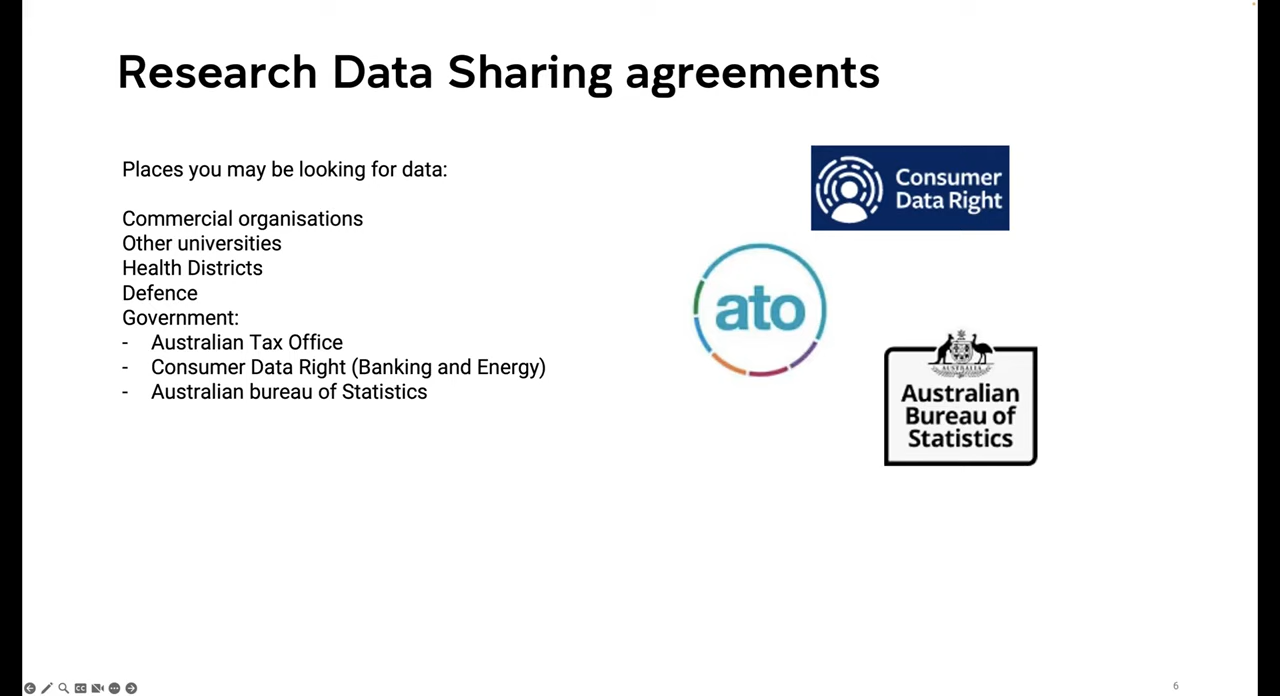 Research Data Sharing agreements
Places you may be looking for data:
Commercial organisations
Other universities
Health Districts
Defence
Government:
- Australian Tax Office
- Consumer Data Right (Banking and Energy)
- Australian bureau of Statistics
Consumer
Data Right
ato
AUSTRALIA
Australian
Bureau of
Statistics
6